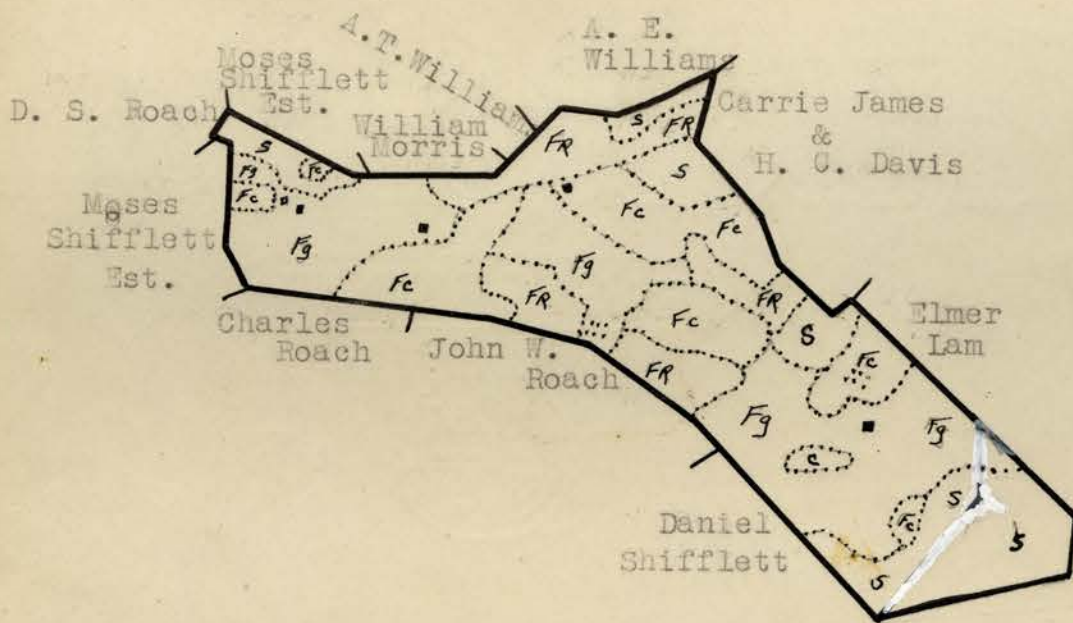 A. E.
Williams
A.T.William
Moses
Shifflett
Est.
D. S. Roach
William
Morris
Carrie James
&
H. C. Davis
Moses
Shifflett
Est.
Charles
Roach
John W.
Roach
Elmer
Lam
Daniel
Shifflett
S
FR
S
FR
Fg
Fc
Fc
S
Fc
Fg
Fc
Fc
Fg
FR
Fc
FR
S
FR
Fc
Fg
Fg
C
Fc
S
S
S